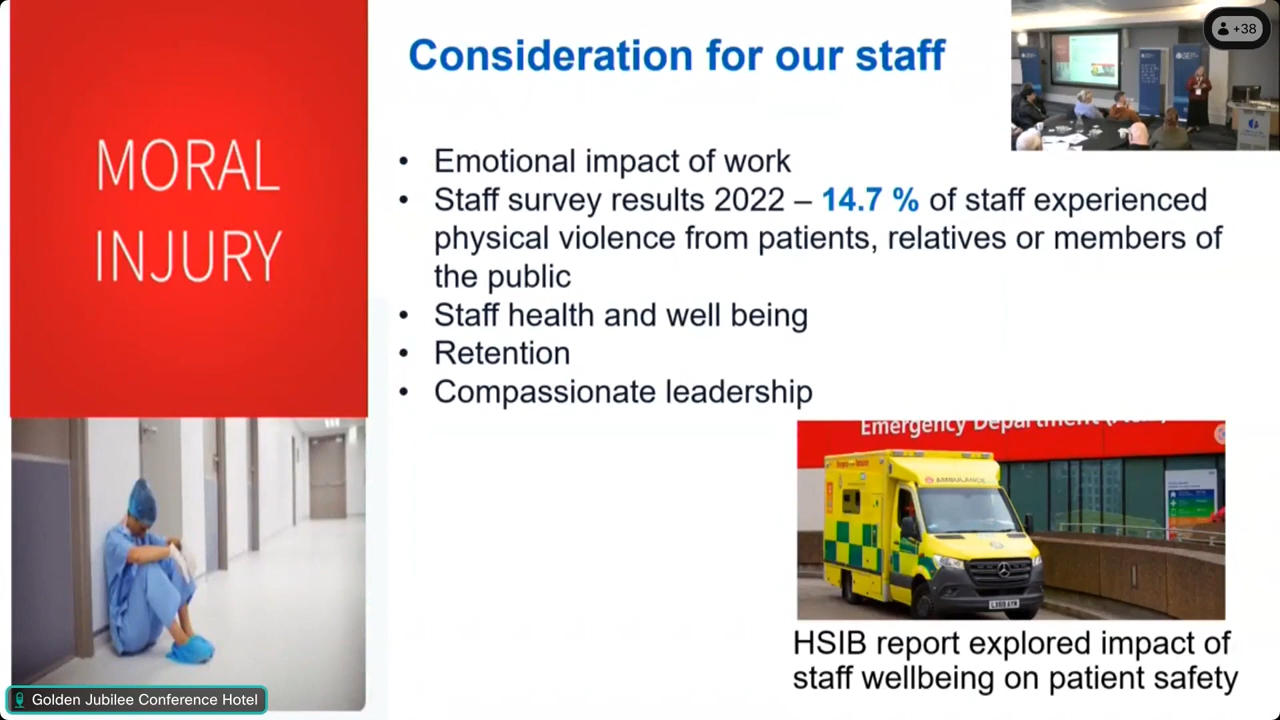 Consideration for our staff
+38
MORAL
INJURY
• Emotional impact of work
• Staff survey results 2022 – 14.7 % of staff experienced
physical violence from patients, relatives or members of
the public
• Staff health and well being
• Retention
• Compassionate leadership
Emergency Department
AMBULANCE
HSIB report explored impact of
staff wellbeing on patient safety
Golden Jubilee Conference Hotel